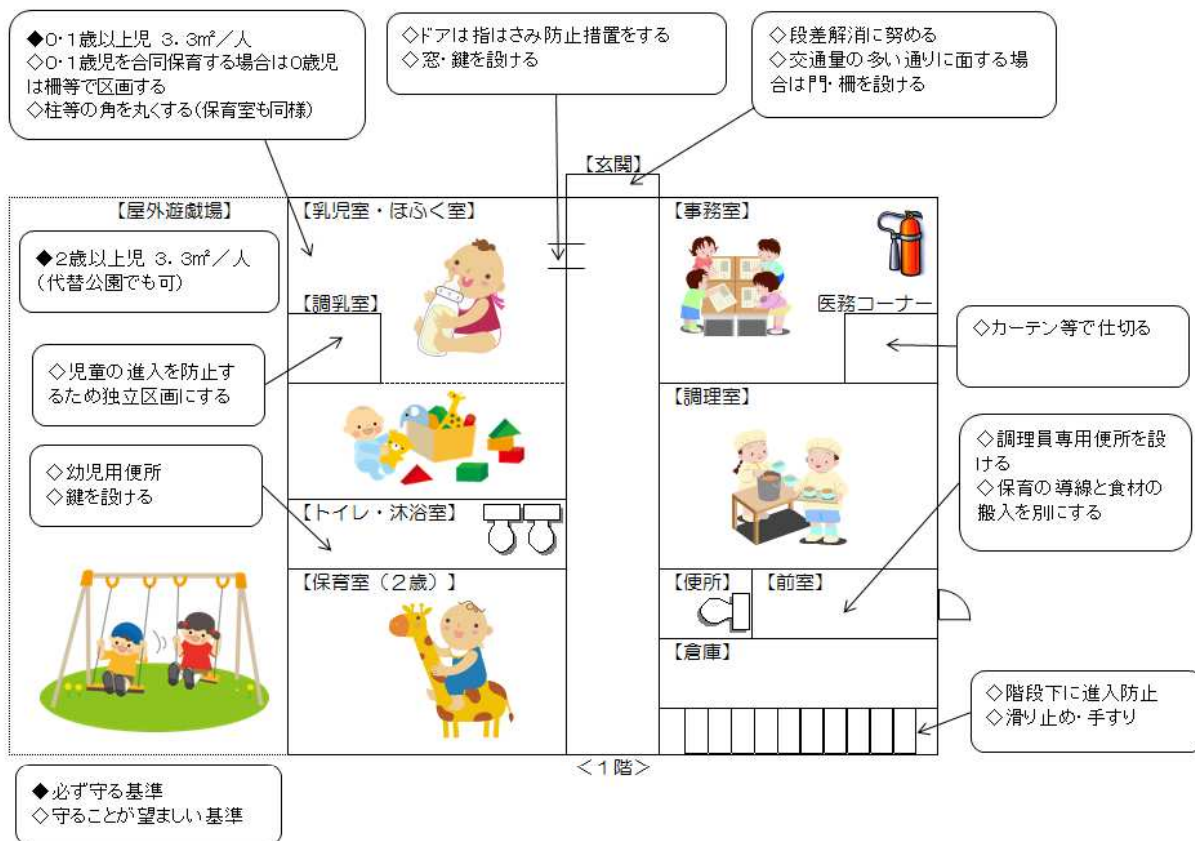 ◆0・1歳以上児 3.3㎡／人
◇0・1歳児を合同保育する場合は0歳児
は柵等で区画する
◇柱等の角を丸くする(保育室も同様)
◇ドアは指はさみ防止措置をする
◇窓・鍵を設ける
◇段差解消に努める
◇交通量の多い通りに面する場
合は門・柵を設ける
【玄関】
【屋外遊戯場】
【乳児室・ほふく室】
【事務室】
◆2歳以上児 3.3㎡／人
(代替公園でも可)
【調乳室】
医務コーナー
◇カーテン等で仕切る
◇児童の進入を防止す
るため独立区画にする
【調理室】
◇調理員専用便所を設
ける
◇保育の導線と食材の
搬入を別にする
◇幼児用便所
◇鍵を設ける
【トイレ・沐浴室】
【保育室（２歳）】
【便所】
【前室】
【倉庫】
◇階段下に進入防止
◇滑り止め・手すり
＜１階＞
◆必ず守る基準
◇守ることが望ましい基準